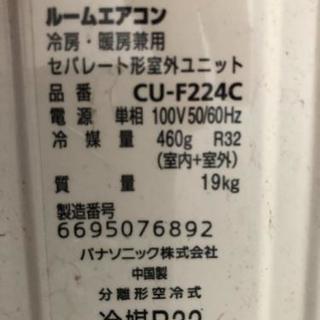 ルームエアコン
冷房・暖房兼用
セパレート形室外ユニット
品番 CU-F224C
電源 単相 100V 50/60Hz
冷媒量 460g R32
(室内+室外)
質量 19kg
製造番号
6695076892
パナソニック株式会社
中国製
分離形空冷式